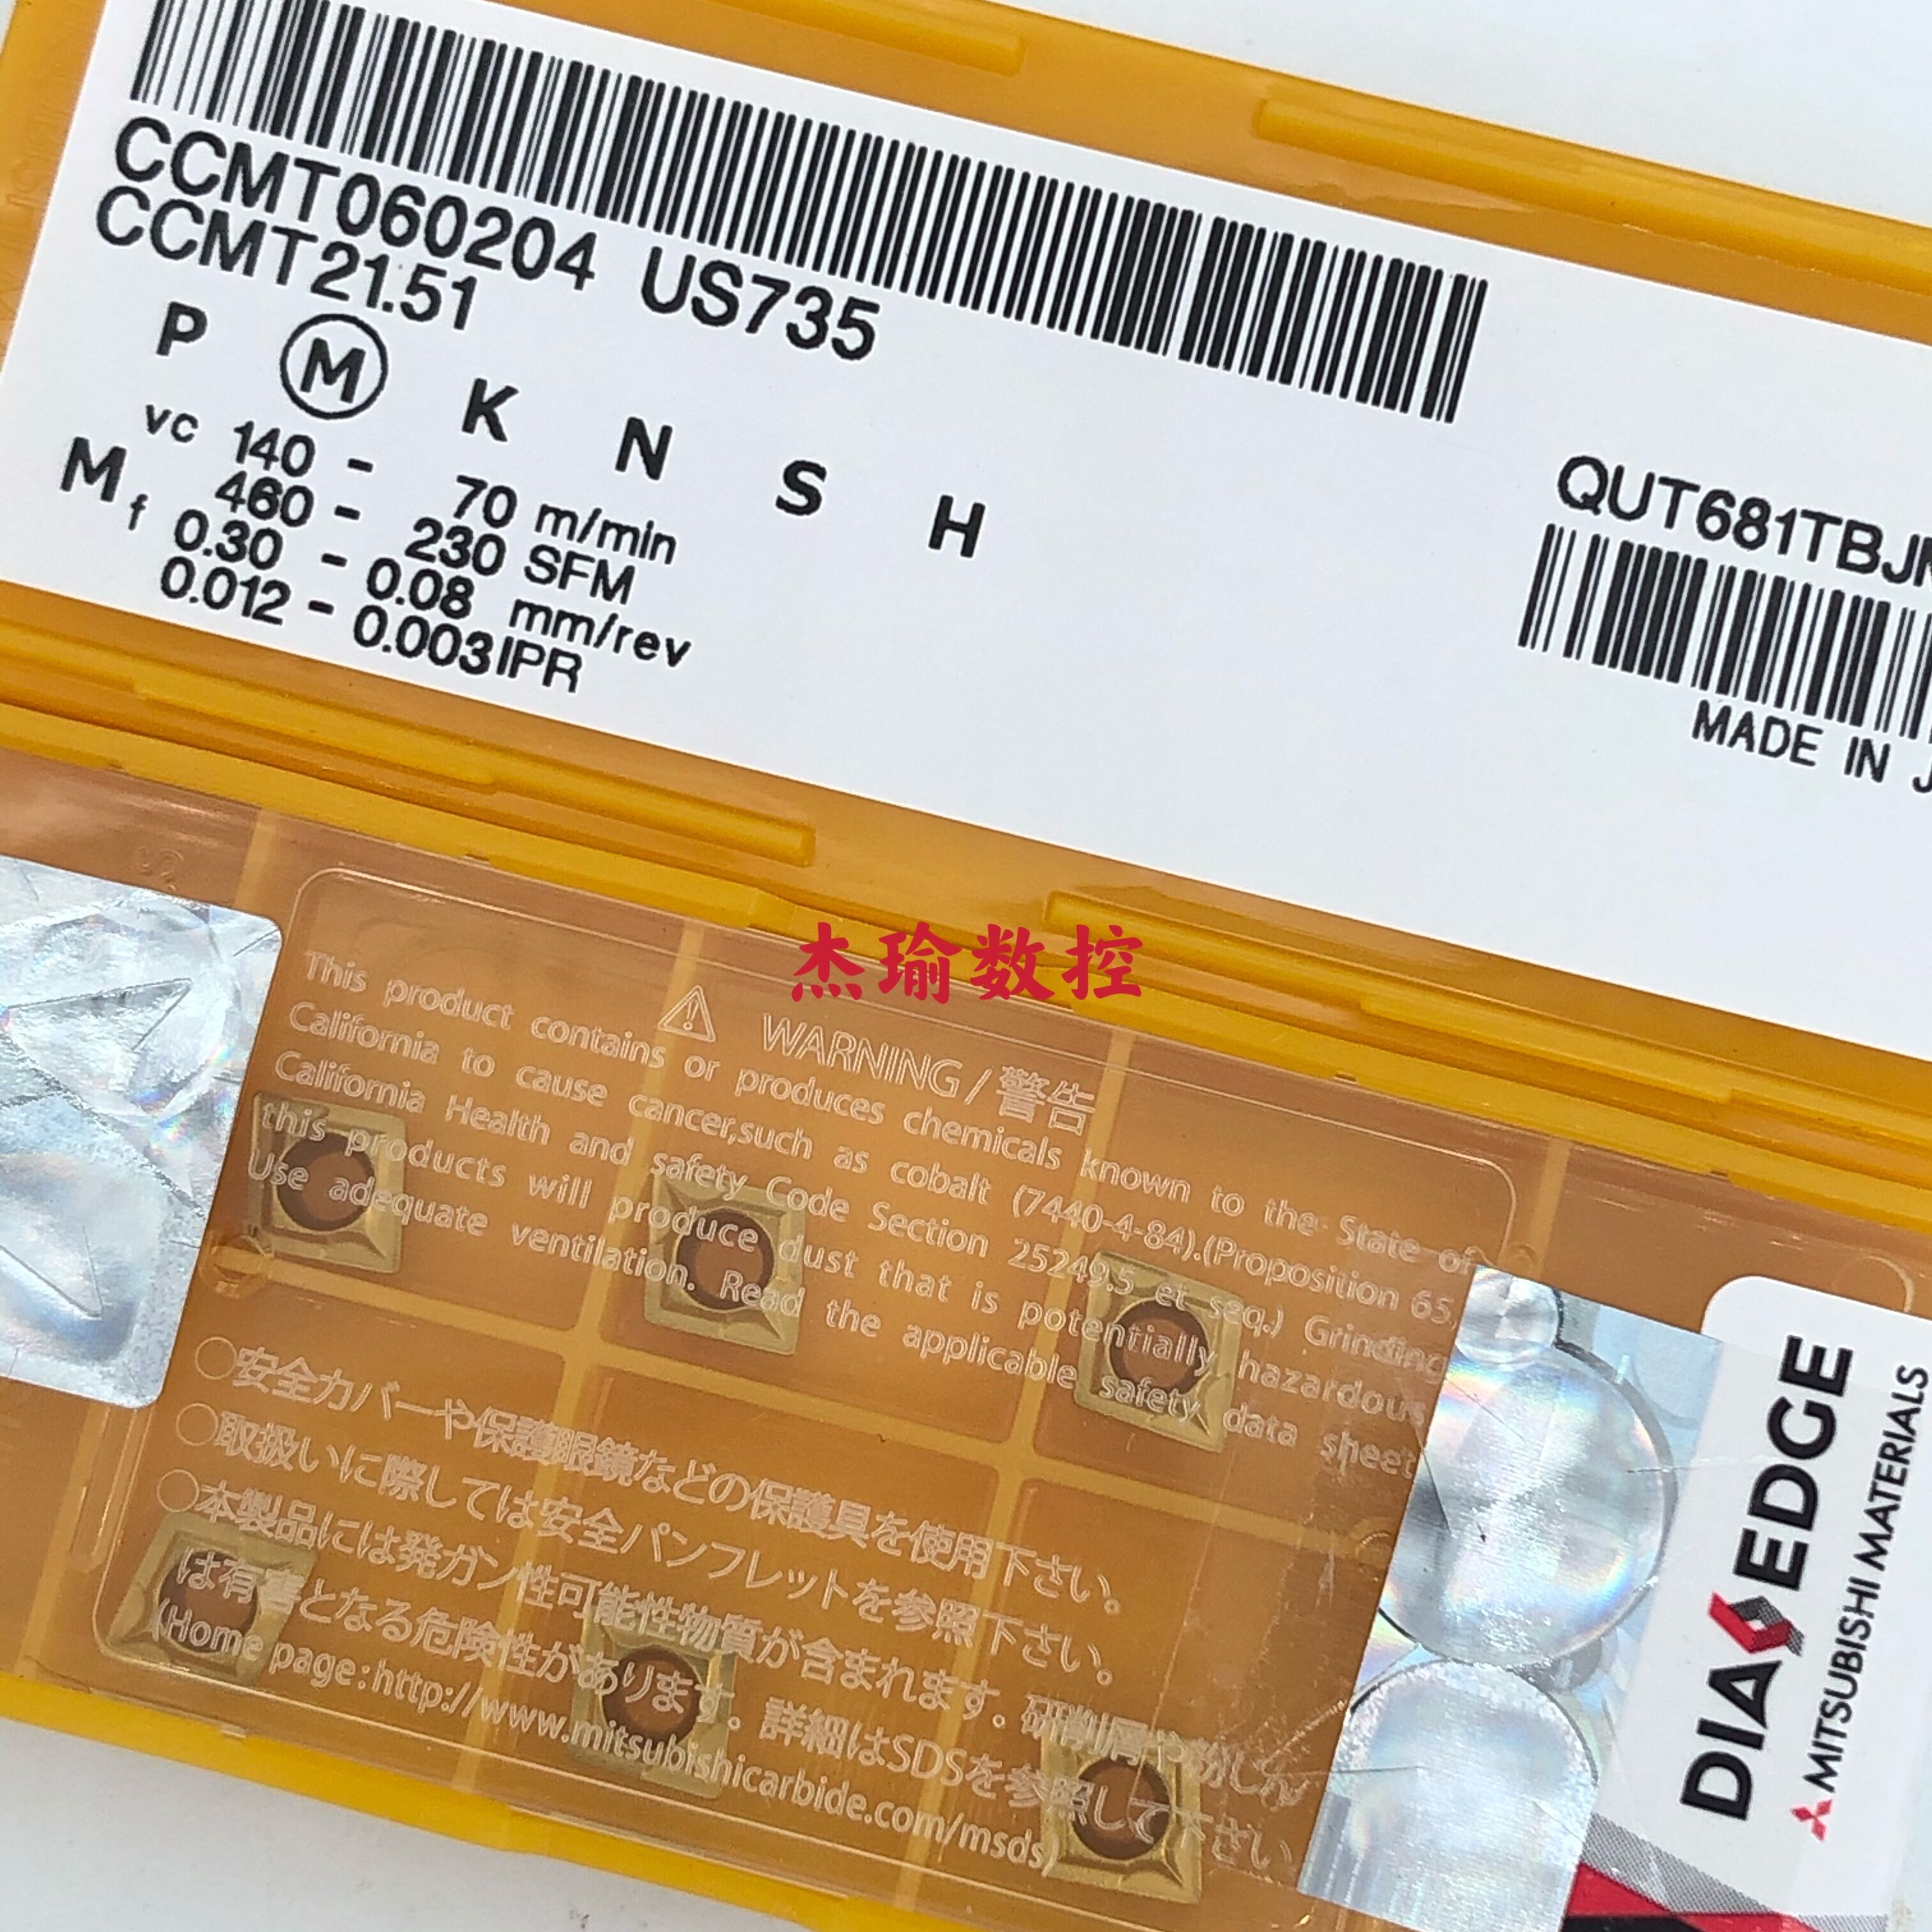 CCMT060204 US735
CCMT21.51
P M K N S H
vc 140 - 70 m/min
460 - 230 SFM
M f 0.30 - 0.08 mm/rev
0.012 - 0.003IPR
QUT681TBJ
MADE IN J
杰瑜数控
WARNING / 警告
This product contains or produces chemicals known to the State of
California to cause cancer,such as cobalt (7440-4-84).(Proposition 65,
California Health and safety Code Section 25249.5 et seq.) Grinding
this products will produce dust that is potentially hazardous
Use adequate ventilation. Read the applicable safety data sheet
○安全カバーや保護眼鏡などの保護具を使用下さい。
○取扱いに際しては安全パンフレットを参照下さい。
○本製品には発ガン性可能性物質が含まれます。研削屑や粉じん
は有害となる危険性があります。詳細はSDSを参照して下さい
(Home page:http://www.mitsubishicarbide.com/msds)
DIAEDGE
MITSUBISHI MATERIALS